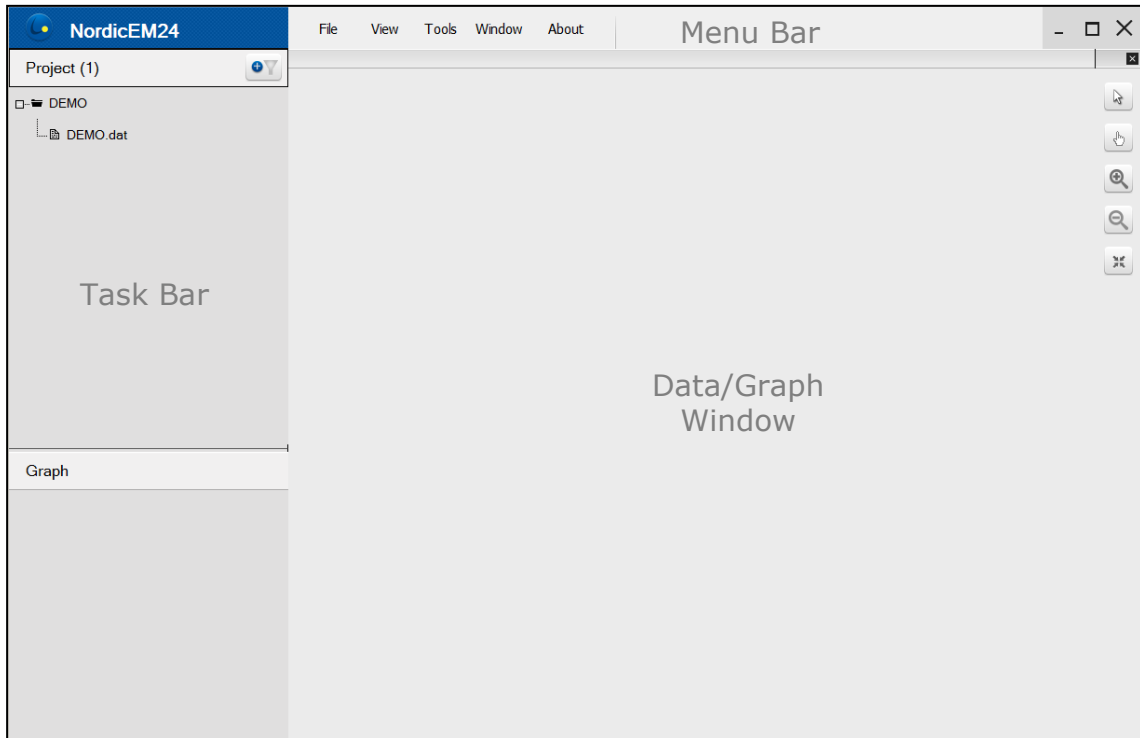 NordicEM24
File View Tools Window About
Menu Bar
Project (1)
DEMO
DEMO.dat
Task Bar
Data/Graph
Window
Graph